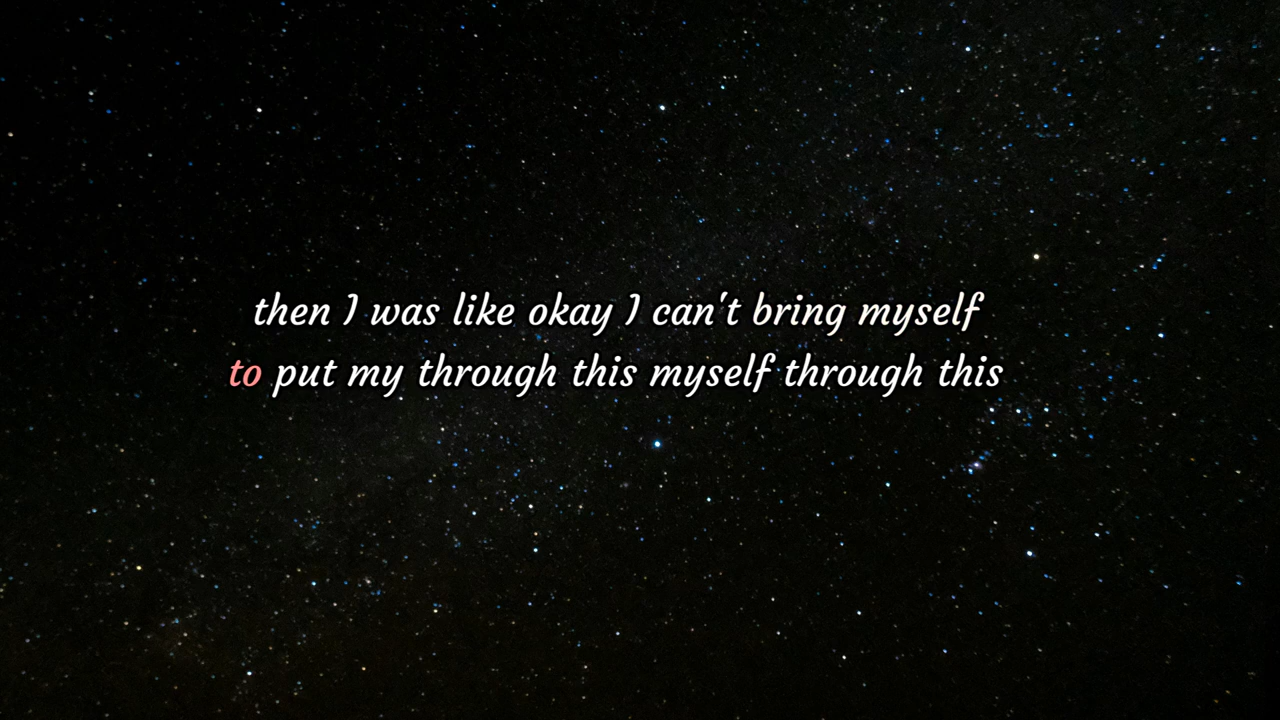 then I was like okay I can't bring myself
to put my through this myself through this